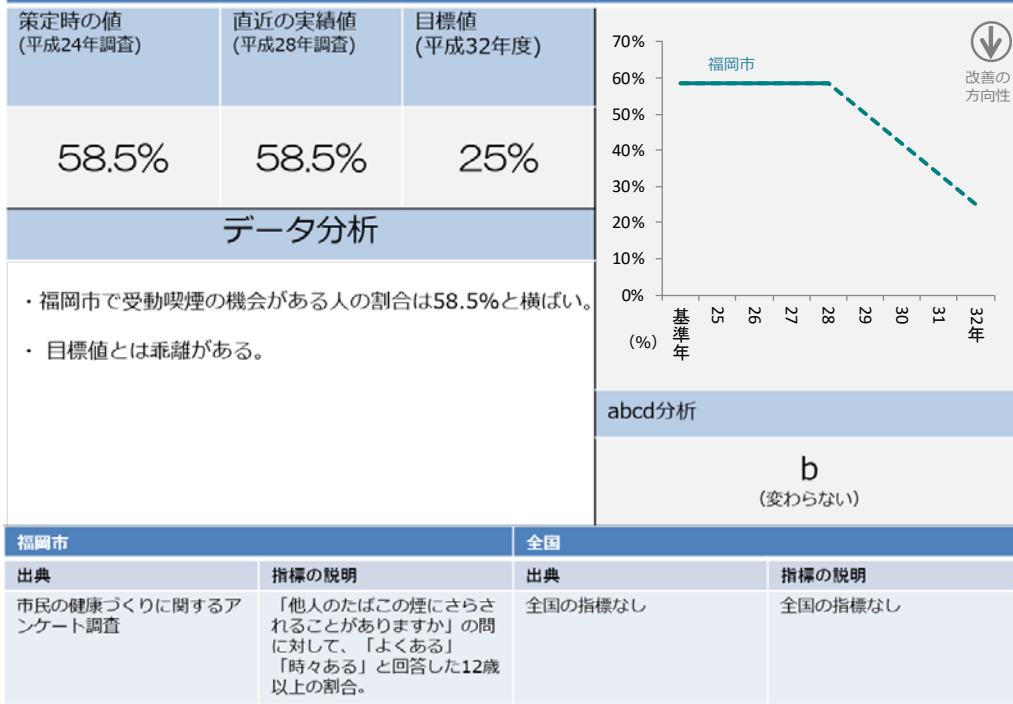 策定時の値
(平成24年調査)
直近の実績値
(平成28年調査)
目標値
(平成32年度)
58.5%
58.5%
25%
データ分析
・福岡市で受動喫煙の機会がある人の割合は58.5%と横ばい。
・ 目標値とは乖離がある。
改善の
方向性
福岡市
70%
60%
50%
40%
30%
20%
10%
0%
(%)
基準年
25
26
27
28
29
30
31
32年
abcd分析
b
(変わらない)
福岡市
全国
出典
指標の説明
出典
指標の説明
市民の健康づくりに関するア
ンケート調査
「他人のたばこの煙にさらさ
れることがありますか」の問
に対して、「よくある」
「時々ある」と回答した12歳
以上の割合。
全国の指標なし
全国の指標なし